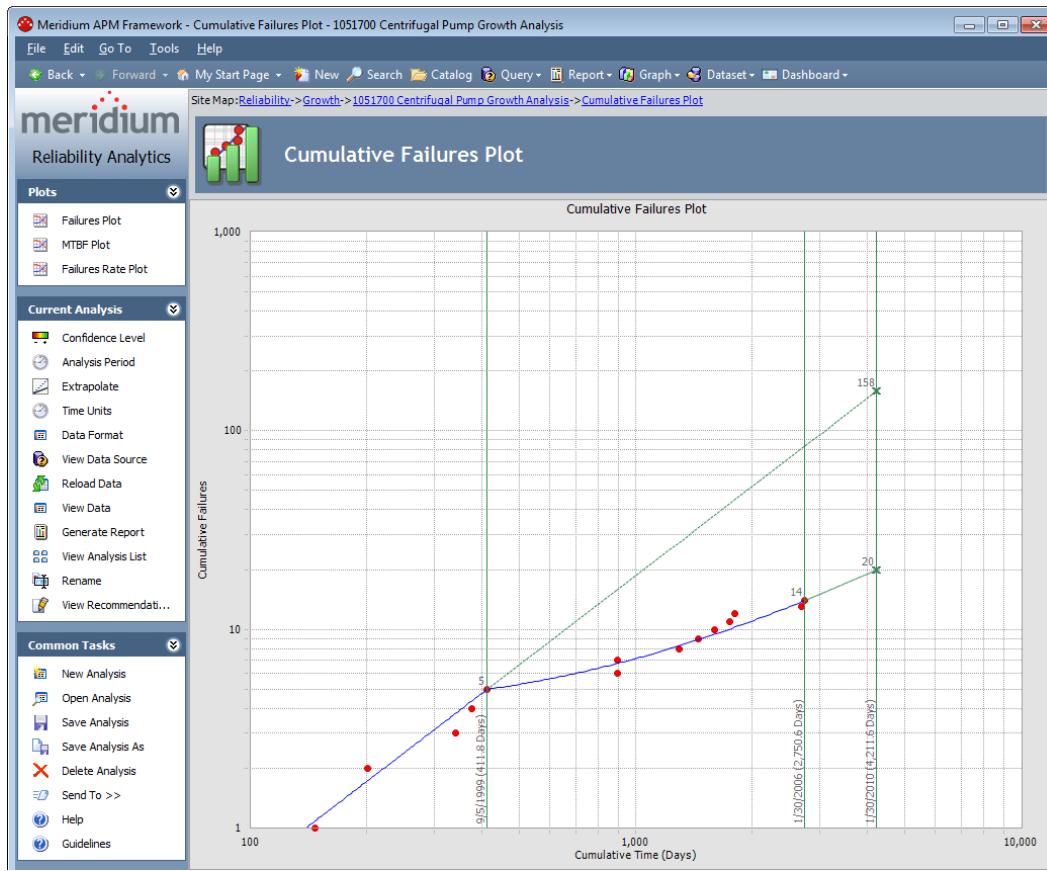 Meridium APM Framework - Cumulative Failures Plot - 1051700 Centrifugal Pump Growth Analysis
File Edit Go To Tools Help
Back Forward My Start Page New Search Catalog Query Report Graph Dataset Dashboard
Site Map:Reliability->Growth->1051700 Centrifugal Pump Growth Analysis->Cumulative Failures Plot
meridium
Reliability Analytics
Cumulative Failures Plot
Plots
Failures Plot
MTBF Plot
Failures Rate Plot
Current Analysis
Confidence Level
Analysis Period
Extrapolate
Time Units
Data Format
View Data Source
Reload Data
View Data
Generate Report
View Analysis List
Rename
View Recommendati...
Common Tasks
New Analysis
Open Analysis
Save Analysis
Save Analysis As
Delete Analysis
Send To >>
Help
Guidelines
Cumulative Failures Plot
1,000
100
10
1
Cumulative Failures
158
20
14
5
9/5/1999 (411.8 Days)
1/30/2006 (2,750.6 Days)
1/30/2010 (4,211.6 Days)
100 1,000 10,000
Cumulative Time (Days)